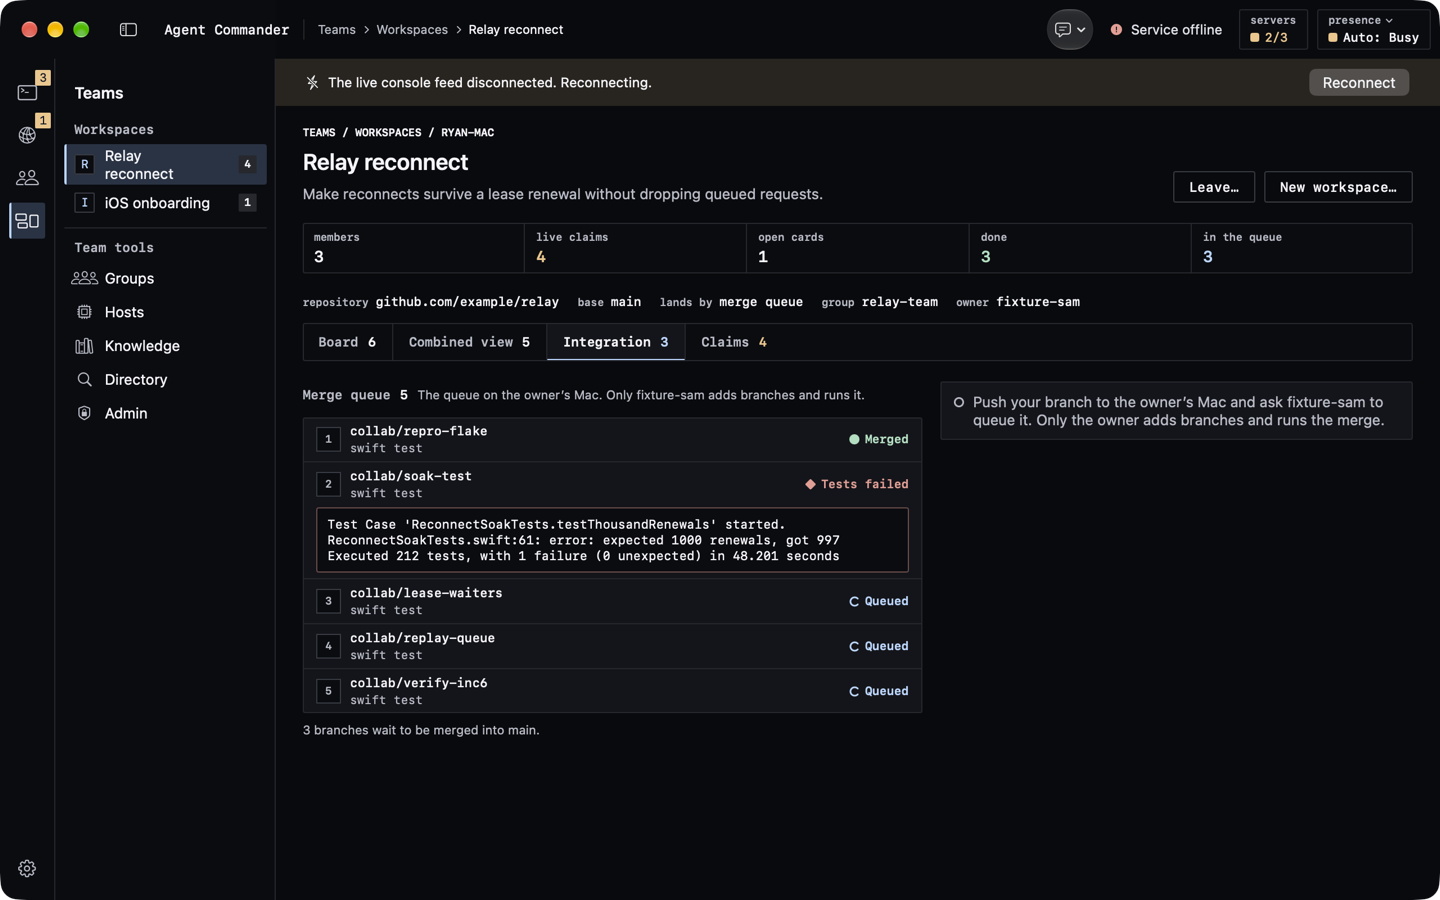 Agent Commander
Teams > Workspaces > Relay reconnect
Service offline
servers
2/3
presence
Auto: Busy
3
1
Teams
Workspaces
R Relay reconnect 4
I iOS onboarding 1
Team tools
Groups
Hosts
Knowledge
Directory
Admin
The live console feed disconnected. Reconnecting.
Reconnect
TEAMS / WORKSPACES / RYAN-MAC
Relay reconnect
Make reconnects survive a lease renewal without dropping queued requests.
Leave…
New workspace…
members
3
live claims
4
open cards
1
done
3
in the queue
3
repository github.com/example/relay base main lands by merge queue group relay-team owner fixture-sam
Board 6
Combined view 5
Integration 3
Claims 4
Merge queue 5 The queue on the owner’s Mac. Only fixture-sam adds branches and runs it.
1 collab/repro-flake
swift test
Merged
2 collab/soak-test
swift test
Tests failed
Test Case 'ReconnectSoakTests.testThousandRenewals' started.
ReconnectSoakTests.swift:61: error: expected 1000 renewals, got 997
Executed 212 tests, with 1 failure (0 unexpected) in 48.201 seconds
3 collab/lease-waiters
swift test
Queued
4 collab/replay-queue
swift test
Queued
5 collab/verify-inc6
swift test
Queued
3 branches wait to be merged into main.
Push your branch to the owner’s Mac and ask fixture-sam to
queue it. Only the owner adds branches and runs the merge.